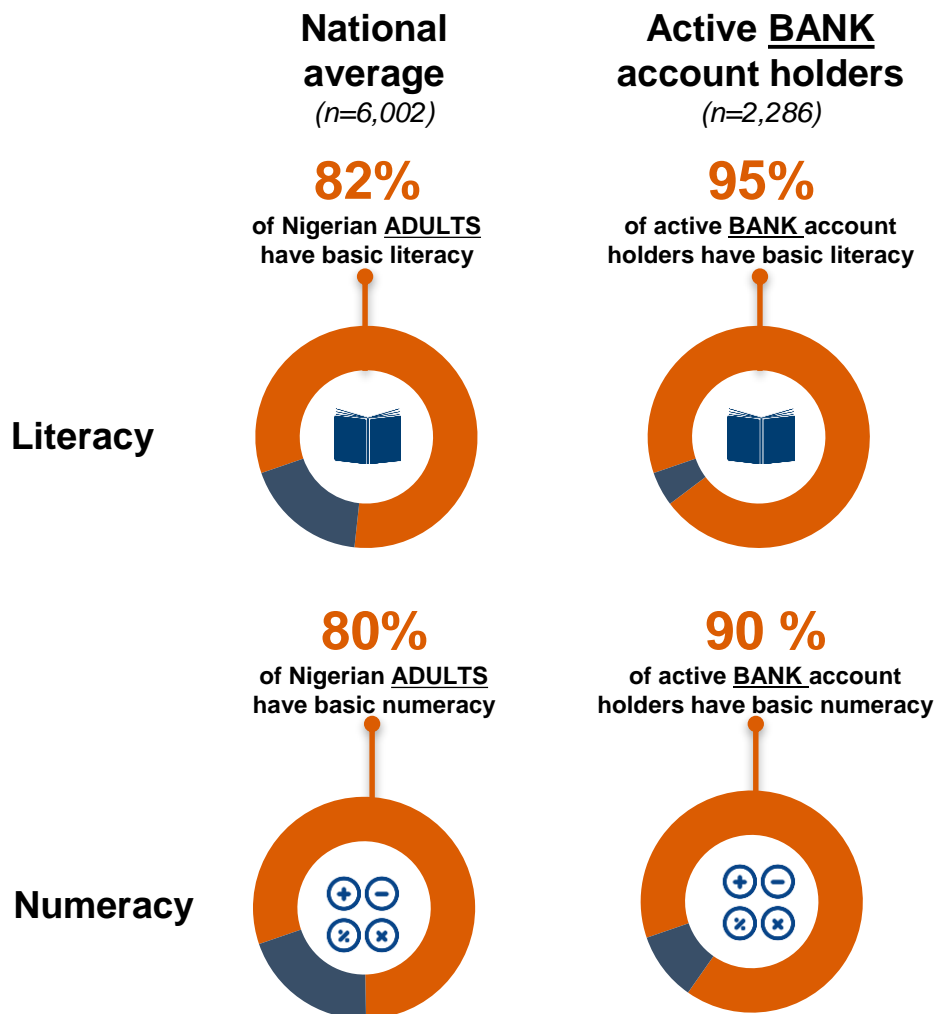 National
average
(n=6,002)
Active BANK
account holders
(n=2,286)
82%
of Nigerian ADULTS
have basic literacy
95%
of active BANK account
holders have basic literacy
Literacy
80%
of Nigerian ADULTS
have basic numeracy
90 %
of active BANK account
holders have basic numeracy
Numeracy